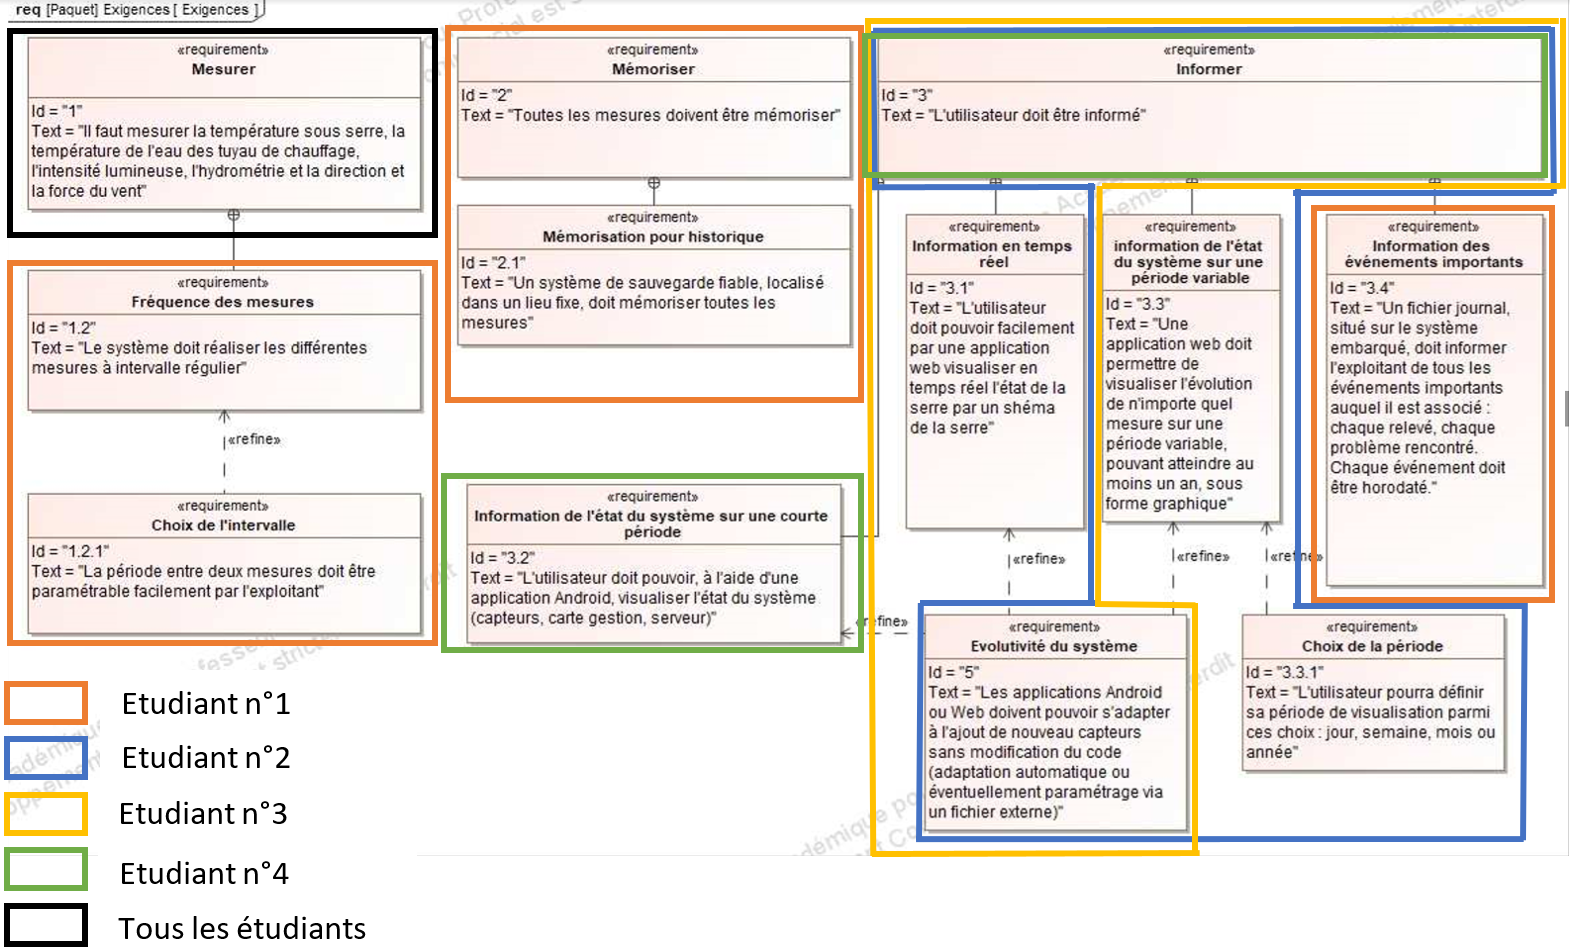 req [Paquet] Exigences [ Exigences ]
«requirement»
Mesurer
Id = "1"
Text = "Il faut mesurer la température sous serre, la
température de l'eau des tuyau de chauffage,
l'intensité lumineuse, l'hydrométrie et la direction et
la force du vent"
«requirement»
Fréquence des mesures
Id = "1.2"
Text = "Le système doit réaliser les différentes
mesures à intervalle régulier"
«refine»
«requirement»
Choix de l'intervalle
Id = "1.2.1"
Text = "La période entre deux mesures doit être
paramétrable facilement par l'exploitant"
«requirement»
Mémoriser
Id = "2"
Text = "Toutes les mesures doivent être mémoriser"
«requirement»
Mémorisation pour historique
Id = "2.1"
Text = "Un système de sauvegarde fiable, localisé
dans un lieu fixe, doit mémoriser toutes les
mesures"
«requirement»
Information de l'état du système sur une courte
période
Id = "3.2"
Text = "L'utilisateur doit pouvoir, à l'aide d'une
application Android, visualiser l'état du système
(capteurs, carte gestion, serveur)"
«refine»
«requirement»
Informer
Id = "3"
Text = "L'utilisateur doit être informé"
«requirement»
Information en temps
réel
Id = "3.1"
Text = "L'utilisateur
doit pouvoir facilement
par une application
web visualiser en
temps réel l'état de la
serre par un shéma
de la serre"
«refine»
«requirement»
information de l'état
du système sur une
période variable
Id = "3.3"
Text = "Une
application web doit
permettre de
visualiser l'évolution
de n'importe quel
mesure sur une
période variable,
pouvant atteindre au
moins un an, sous
forme graphique"
«refine»
«refine»
«requirement»
Information des
événements importants
Id = "3.4"
Text = "Un fichier journal,
situé sur le système
embarqué, doit informer
l'exploitant de tous les
événements importants
auquel il est associé :
chaque relevé, chaque
problème rencontré.
Chaque événement doit
être horodaté."
«requirement»
Evolutivité du système
Id = "5"
Text = "Les applications Android
ou Web doivent pouvoir s'adapter
à l'ajout de nouveau capteurs
sans modification du code
(adaptation automatique ou
éventuellement paramétrage via
un fichier externe)"
«requirement»
Choix de la période
Id = "3.3.1"
Text = "L'utilisateur pourra définir
sa période de visualisation parmi
ces choix : jour, semaine, mois ou
année"
Etudiant n°1
Etudiant n°2
Etudiant n°3
Etudiant n°4
Tous les étudiants